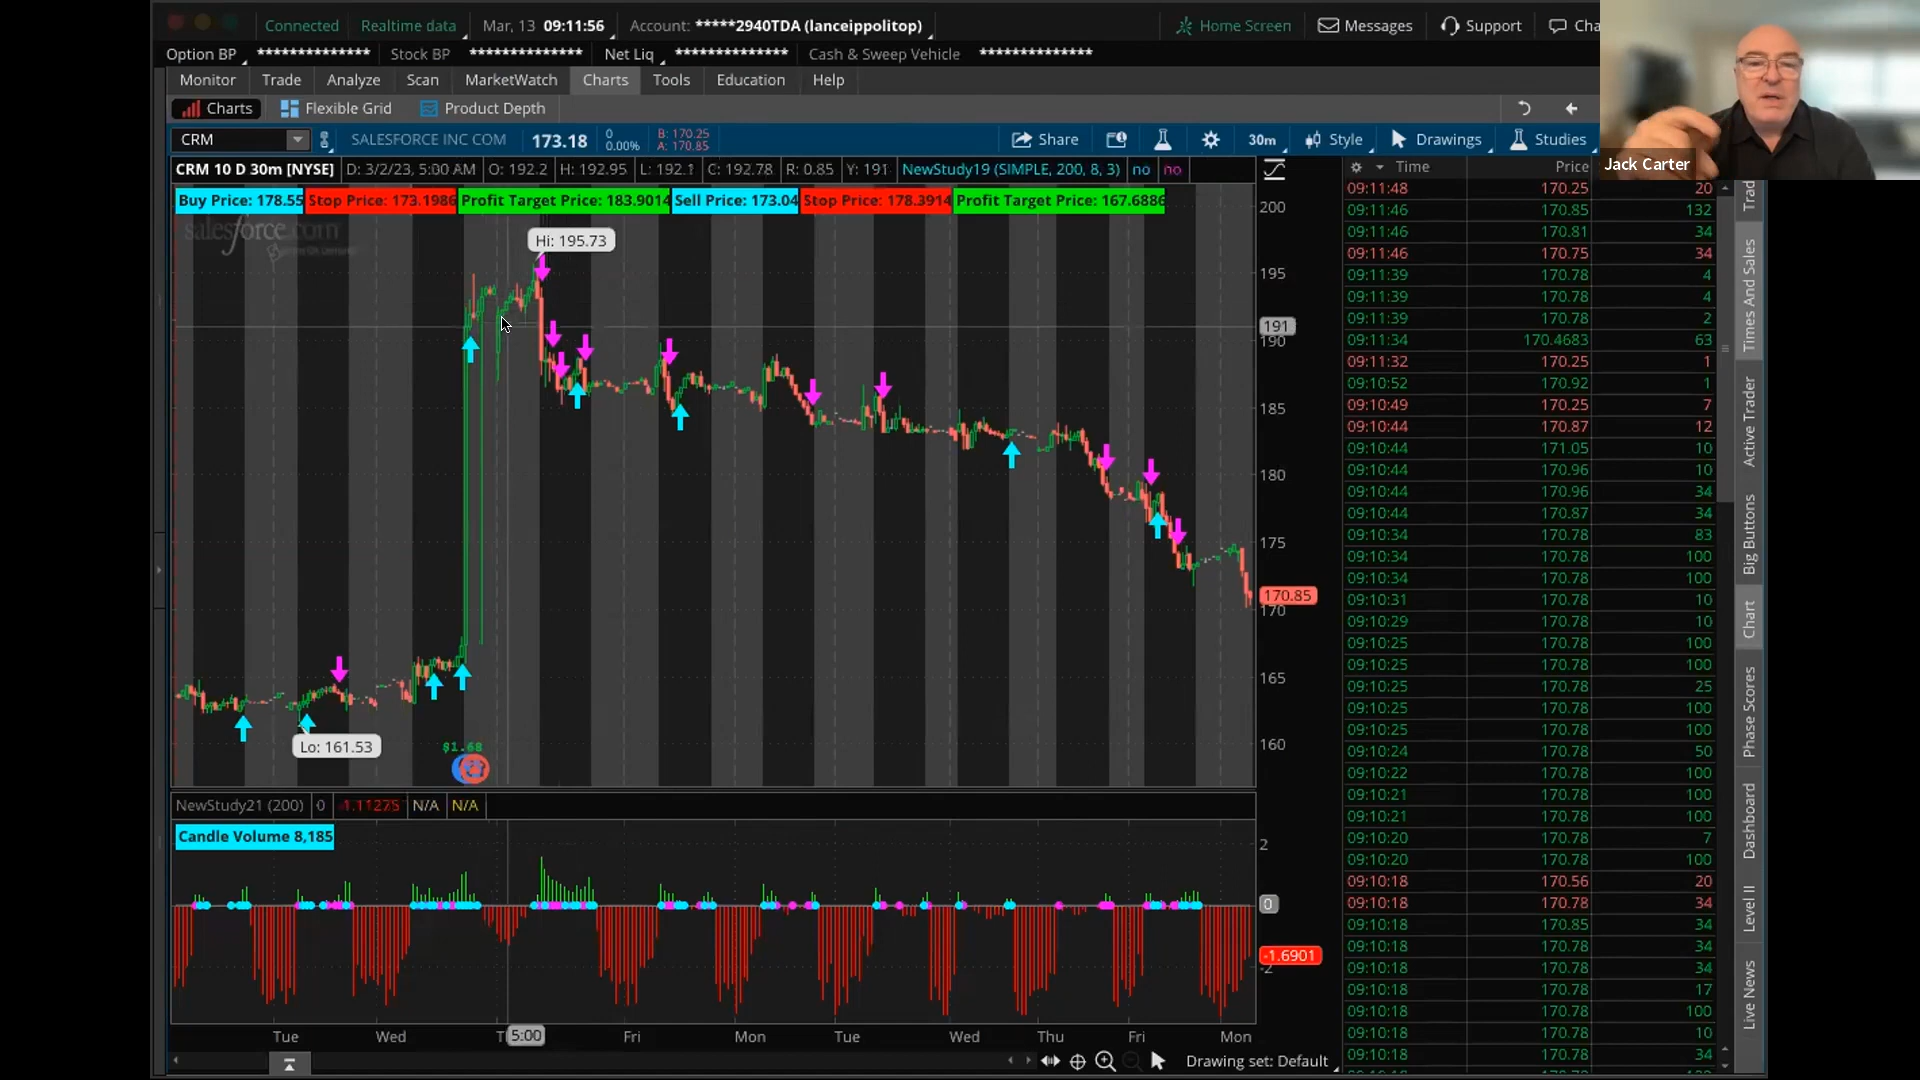 Connected Realtime data Mar, 13 09:11:56 Account: *****2940TDA (lanceippolitop) Home Screen Messages Support Cha
Option BP ************** Stock BP ************** Net Liq ************** Cash & Sweep Vehicle **************
Monitor Trade Analyze Scan MarketWatch Charts Tools Education Help
Charts Flexible Grid Product Depth
CRM SALESFORCE INC COM 173.18 0 0.00% B: 170.25 A: 170.85 Share 30m Style Drawings Studies
Jack Carter
CRM 10 D 30m [NYSE] D: 3/2/23, 5:00 AM O: 192.2 H: 192.95 L: 192.1 C: 192.78 R: 0.85 Y: 191 NewStudy19 (SIMPLE, 200, 8, 3) no no
Buy Price: 178.55 Stop Price: 173.1986 Profit Target Price: 183.9014 Sell Price: 173.04 Stop Price: 178.3914 Profit Target Price: 167.6886
salesforce.com
Hi: 195.73
Lo: 161.53
$1.68
200
195
191
190
185
180
175
170.85
170
165
160
NewStudy21 (200) 0 -1.11275 N/A N/A
Candle Volume 8,185
2
0
-1.6901
-2
Tue Wed T 5:00 Fri Mon Tue Wed Thu Fri Mon
Drawing set: Default
Time Price
09:11:48 170.25 20
09:11:46 170.85 132
09:11:46 170.81 34
09:11:46 170.75 34
09:11:39 170.78 4
09:11:39 170.78 4
09:11:39 170.78 2
09:11:34 170.4683 63
09:11:32 170.25 1
09:10:52 170.92 1
09:10:49 170.25 7
09:10:44 170.87 12
09:10:44 171.05 10
09:10:44 170.96 10
09:10:44 170.96 34
09:10:44 170.87 34
09:10:34 170.78 83
09:10:34 170.78 100
09:10:34 170.78 100
09:10:31 170.78 10
09:10:29 170.78 10
09:10:25 170.78 100
09:10:25 170.78 100
09:10:25 170.78 25
09:10:25 170.78 100
09:10:25 170.78 100
09:10:24 170.78 50
09:10:22 170.78 100
09:10:21 170.78 100
09:10:21 170.78 100
09:10:20 170.78 7
09:10:20 170.78 100
09:10:18 170.56 20
09:10:18 170.78 34
09:10:18 170.85 34
09:10:18 170.78 34
09:10:18 170.78 34
09:10:18 170.78 17
09:10:18 170.78 100
09:10:18 170.78 10
09:10:18 170.78 34
Trad
Times And Sales
Active Trader
Big Buttons
Chart
Phase Scores
Dashboard
Level II
Live News